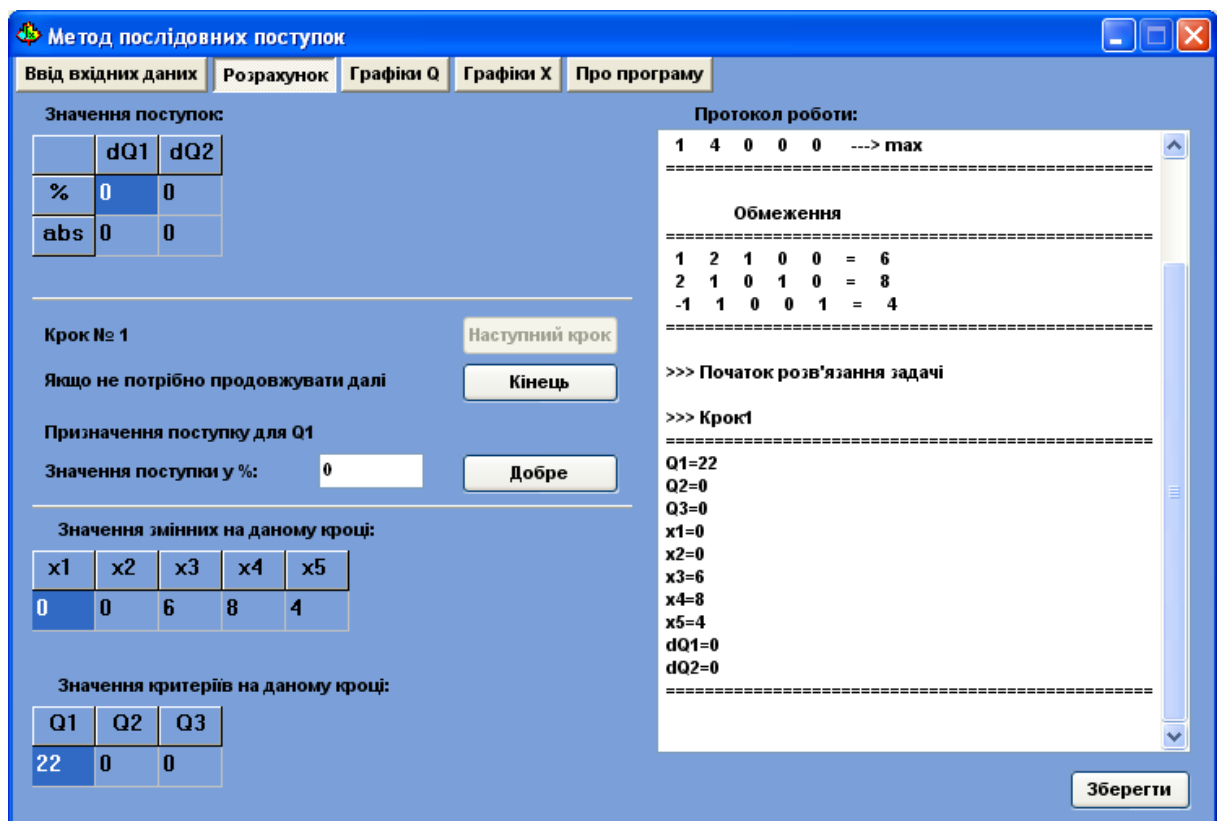 Метод послідовних поступок
Ввід вхідних даних Розрахунок Графіки Q Графіки X Про програму
Значення поступок:
dQ1 dQ2
% 0 0
abs 0 0
Крок № 1 Наступний крок
Якщо не потрібно продовжувати далі Кінець
Призначення поступку для Q1
Значення поступки у %: 0 Добре
Значення змінних на даному кроці:
x1 x2 x3 x4 x5
0 0 6 8 4
Значення критеріїв на даному кроці:
Q1 Q2 Q3
22 0 0
Протокол роботи:
1 4 0 0 0 ---> max
======================================================
Обмеження
======================================================
1 2 1 0 0 = 6
2 1 0 1 0 = 8
-1 1 0 0 1 = 4
======================================================
>>> Початок розв'язання задачі
>>> Крок1
======================================================
Q1=22
Q2=0
Q3=0
x1=0
x2=0
x3=6
x4=8
x5=4
dQ1=0
dQ2=0
======================================================
Зберегти